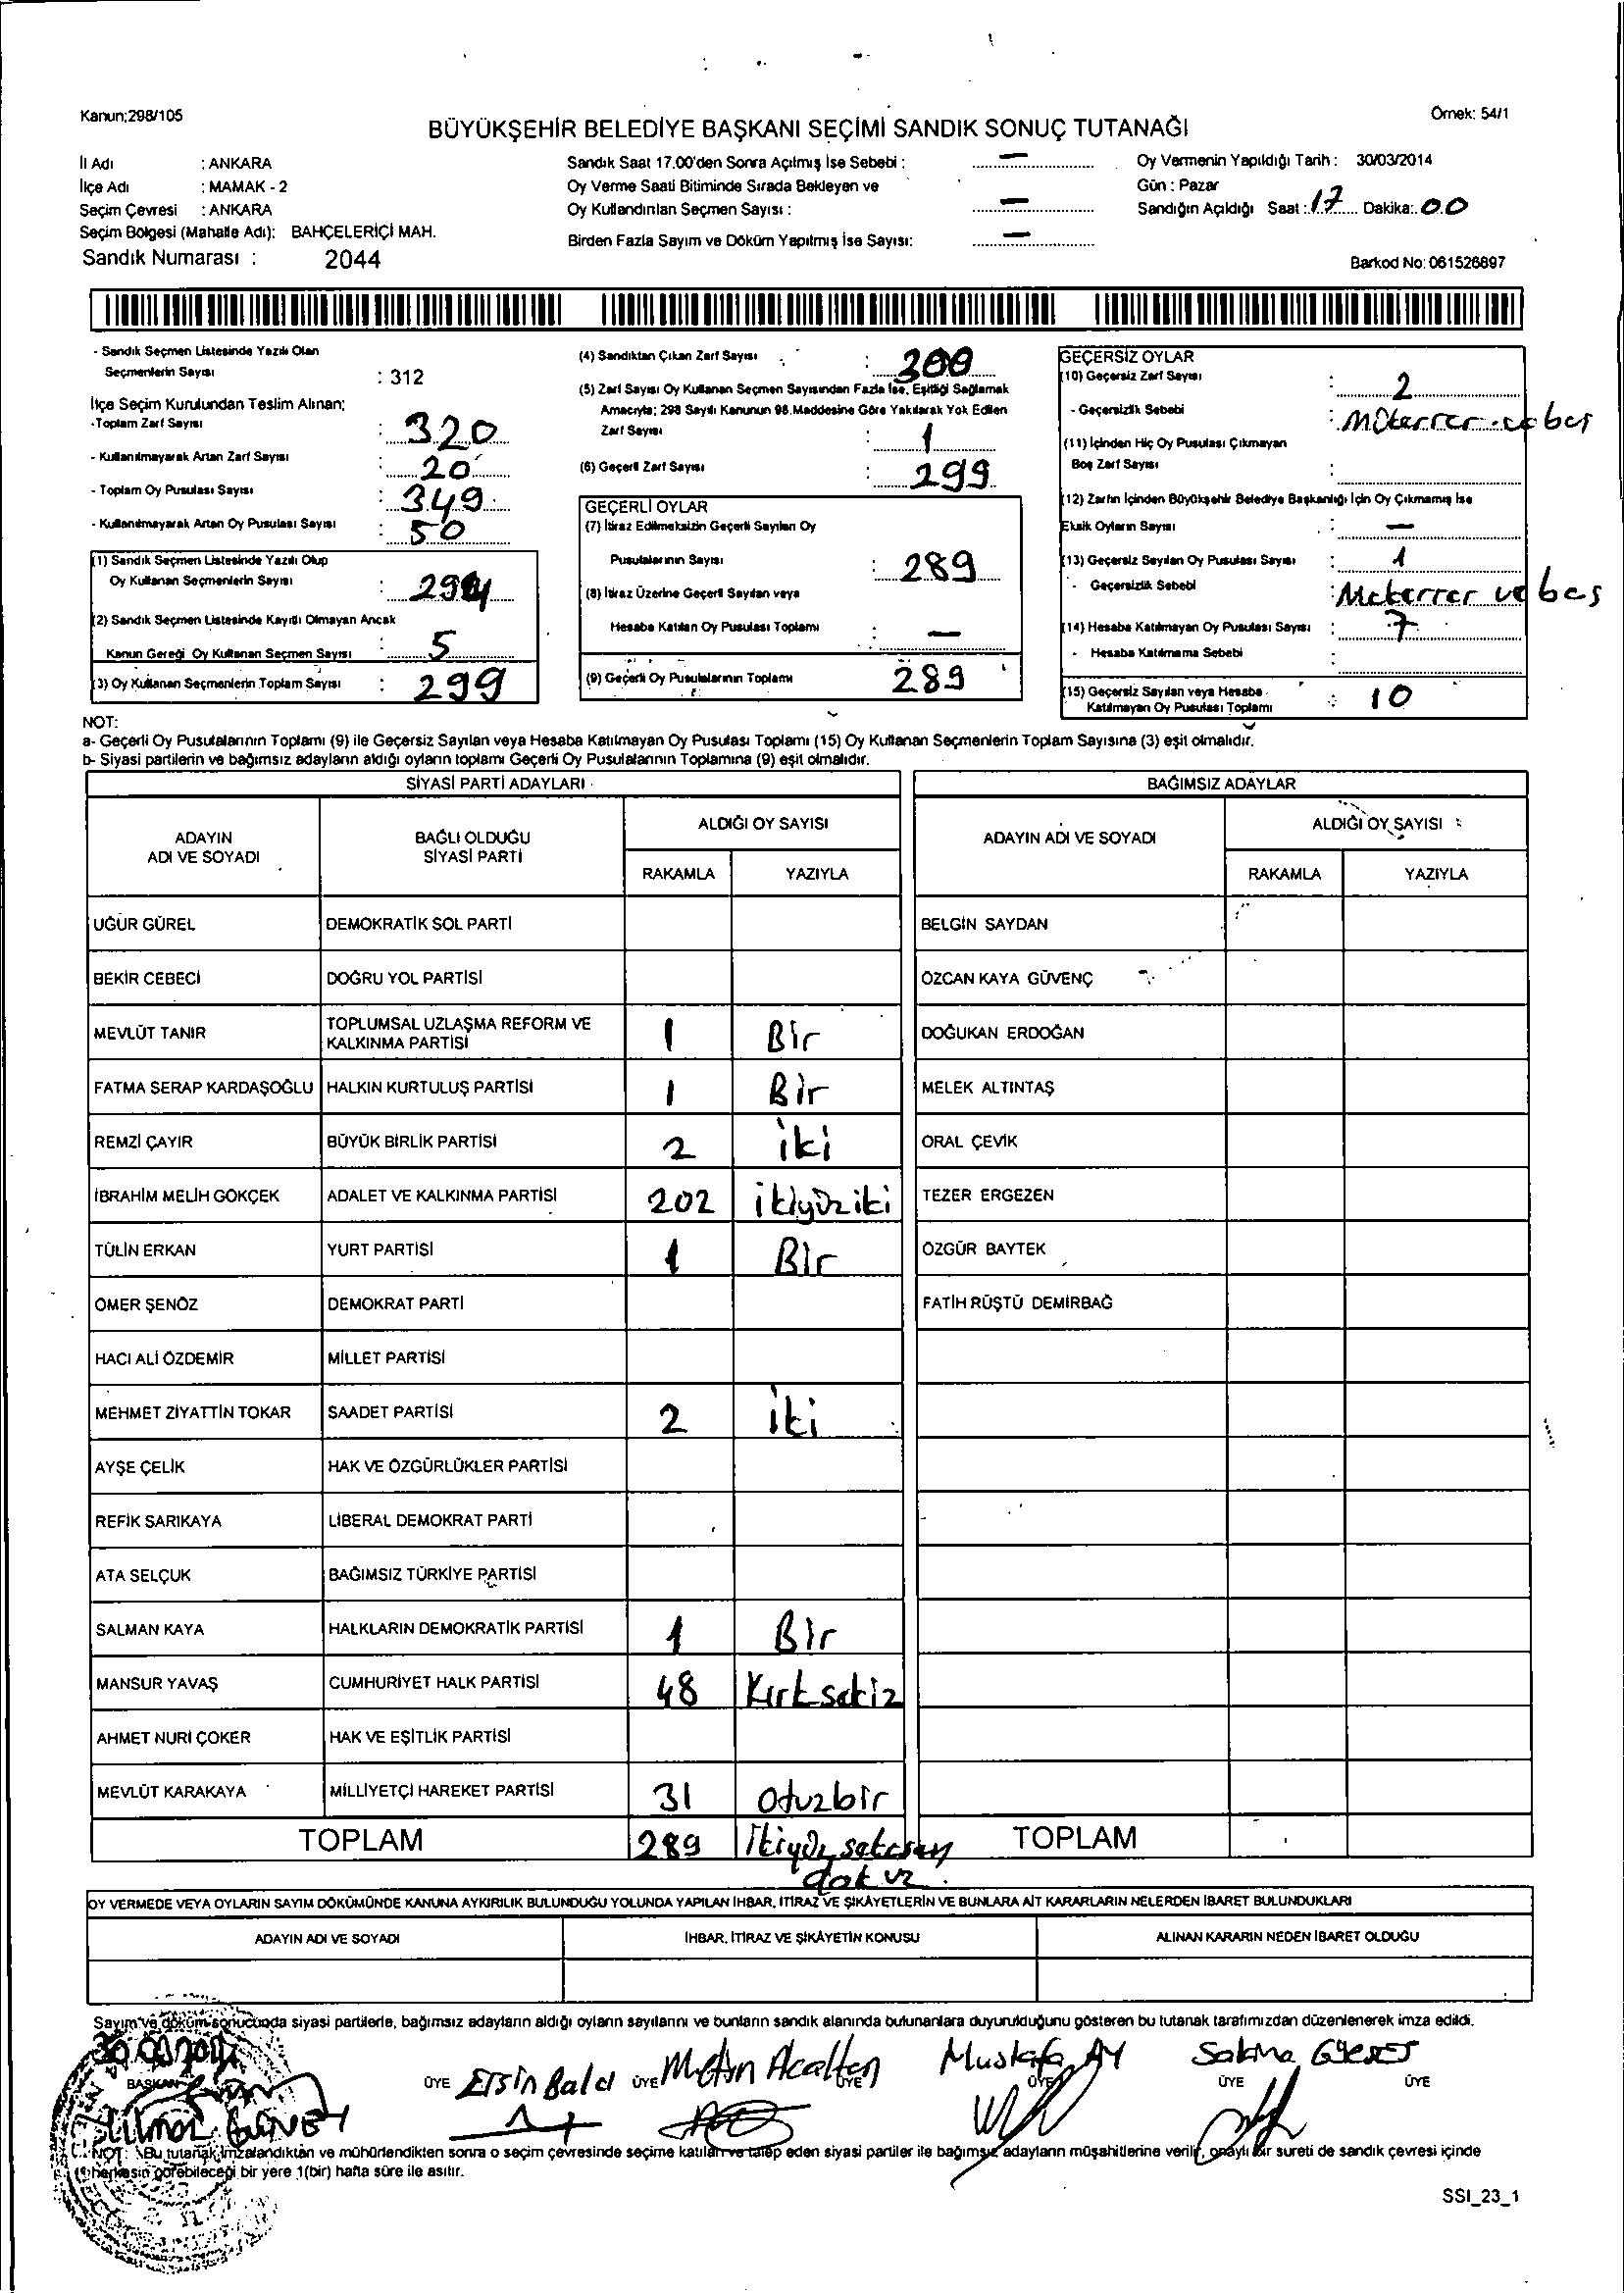 Kanun;298/105
Örnek: 54/1
BÜYÜKŞEHİR BELEDİYE BAŞKANI SEÇİMİ SANDIK SONUÇ TUTANAĞI
İl Adı : ANKARA
İlçe Adı : MAMAK - 2
Seçim Çevresi : ANKARA
Seçim Bölgesi (Mahalle Adı): BAHÇELERİÇİ MAH.
Sandık Numarası : 2044
Sandık Saat 17.00'den Sonra Açılmış İse Sebebi : —
Oy Verme Saati Bitiminde Sırada Bekleyen ve
Oy Kullandırılan Seçmen Sayısı : —
Birden Fazla Sayım ve Döküm Yapılmış İse Sayısı: —
Oy Vermenin Yapıldığı Tarih : 30/03/2014
Gün : Pazar
Sandığın Açıldığı Saat : 17 Dakika: 00
Barkod No: 061526897
- Sandık Seçmen Listesinde Yazılı Olan
Seçmenlerin Sayısı : 312
İlçe Seçim Kurulundan Teslim Alınan;
- Toplam Zarf Sayısı : 320
- Kullanılmayarak Artan Zarf Sayısı : 20
- Toplam Oy Pusulası Sayısı : 349
- Kullanılmayarak Artan Oy Pusulası Sayısı : 50
(1) Sandık Seçmen Listesinde Yazılı Olup
Oy Kullanan Seçmenlerin Sayısı : 294
(2) Sandık Seçmen Listesinde Kayıtlı Olmayan Ancak
Kanun Gereği Oy Kullanan Seçmen Sayısı : 5
(3) Oy Kullanan Seçmenlerin Toplam Sayısı : 299
(4) Sandıktan Çıkan Zarf Sayısı : 300
(5) Zarf Sayısı Oy Kullanan Seçmen Sayısından Fazla İse, Eşitliği Sağlamak
Amacıyla; 298 Sayılı Kanunun 98.Maddesine Göre Yakılarak Yok Edilen
Zarf Sayısı : 1
(6) Geçerli Zarf Sayısı : 299
GEÇERLİ OYLAR
(7) İtiraz Edilmeksizin Geçerli Sayılan Oy
Pusulalarının Sayısı : 289
(8) İtiraz Üzerine Geçerli Sayılan veya
Hesaba Katılan Oy Pusulası Toplamı : —
(9) Geçerli Oy Pusulalarının Toplamı 289
GEÇERSİZ OYLAR
(10) Geçersiz Zarf Sayısı : 2
- Geçersizlik Sebebi : Mükerrer ve boş
(11) İçinden Hiç Oy Pusulası Çıkmayan
Boş Zarf Sayısı :
(12) Zarfın İçinden Büyükşehir Belediye Başkanlığı İçin Oy Çıkmamış İse
Eksik Oyların Sayısı : —
(13) Geçersiz Sayılan Oy Pusulası Sayısı : 1
- Geçersizlik Sebebi : Mükerrer ve boş
(14) Hesaba Katılmayan Oy Pusulası Sayısı : 7
- Hesaba Katılmama Sebebi :
(15) Geçersiz Sayılan veya Hesaba
Katılmayan Oy Pusulası Toplamı : 10
NOT:
a- Geçerli Oy Pusulalarının Toplamı (9) ile Geçersiz Sayılan veya Hesaba Katılmayan Oy Pusulası Toplamı (15) Oy Kullanan Seçmenlerin Toplam Sayısına (3) eşit olmalıdır.
b- Siyasi partilerin ve bağımsız adayların aldığı oyların toplamı Geçerli Oy Pusulalarının Toplamına (9) eşit olmalıdır.
SİYASİ PARTİ ADAYLARI
ADAYIN ADI VE SOYADI BAĞLI OLDUĞU SİYASİ PARTİ ALDIĞI OY SAYISI
RAKAMLA YAZIYLA
UĞUR GÜREL DEMOKRATİK SOL PARTİ
BEKİR CEBECİ DOĞRU YOL PARTİSİ
MEVLÜT TANIR TOPLUMSAL UZLAŞMA REFORM VE KALKINMA PARTİSİ 1 Bir
FATMA SERAP KARDAŞOĞLU HALKIN KURTULUŞ PARTİSİ 1 Bir
REMZİ ÇAYIR BÜYÜK BİRLİK PARTİSİ 2 iki
İBRAHİM MELİH GÖKÇEK ADALET VE KALKINMA PARTİSİ 202 ikiyüziki
TÜLİN ERKAN YURT PARTİSİ 1 Bir
ÖMER ŞENÖZ DEMOKRAT PARTİ
HACI ALİ ÖZDEMİR MİLLET PARTİSİ
MEHMET ZİYATTİN TOKAR SAADET PARTİSİ 2 iki
AYŞE ÇELİK HAK VE ÖZGÜRLÜKLER PARTİSİ
REFİK SARIKAYA LİBERAL DEMOKRAT PARTİ
ATA SELÇUK BAĞIMSIZ TÜRKİYE PARTİSİ
SALMAN KAYA HALKLARIN DEMOKRATİK PARTİSİ 1 Bir
MANSUR YAVAŞ CUMHURİYET HALK PARTİSİ 48 Kırksekiz
AHMET NURİ ÇOKER HAK VE EŞİTLİK PARTİSİ
MEVLÜT KARAKAYA MİLLİYETÇİ HAREKET PARTİSİ 31 otuzbir
TOPLAM 289 İkiyüz seksen
dokuz
BAĞIMSIZ ADAYLAR
ADAYIN ADI VE SOYADI ALDIĞI OY SAYISI
RAKAMLA YAZIYLA
BELGİN SAYDAN
ÖZCAN KAYA GÜVENÇ
DOĞUKAN ERDOĞAN
MELEK ALTINTAŞ
ORAL ÇEVİK
TEZER ERGEZEN
ÖZGÜR BAYTEK
FATİH RÜŞTÜ DEMİRBAĞ
TOPLAM
OY VERMEDE VEYA OYLARIN SAYIM DÖKÜMÜNDE KANUNA AYKIRILIK BULUNDUĞU YOLUNDA YAPILAN İHBAR, İTİRAZ VE ŞİKÂYETLERİN VE BUNLARA AİT KARARLARIN NELERDEN İBARET BULUNDUKLARI
ADAYIN ADI VE SOYADI İHBAR, İTİRAZ VE ŞİKÂYETİN KONUSU ALINAN KARARIN NEDEN İBARET OLDUĞU
Sayım ve döküm sonucunda siyasi partilerle, bağımsız adayların aldığı oyların sayılarını ve bunların sandık alanında bulunanlara duyurulduğunu gösteren bu tutanak tarafımızdan düzenlenerek imza edildi.
BAŞKAN
ÜYE Ersin Balcı ÜYE Metin Acaltan ÜYE Mustafa AY ÜYE ÜYE
NOT: Bu tutanak imzalandıktan ve mühürlendikten sonra o seçim çevresinde seçime katılan ve talep eden siyasi partiler ile bağımsız adayların müşahitlerine verilir, onaylı bir sureti de sandık çevresi içinde
herkesin görebileceği bir yere 1(bir) hafta süre ile asılır.
SSI_23_1